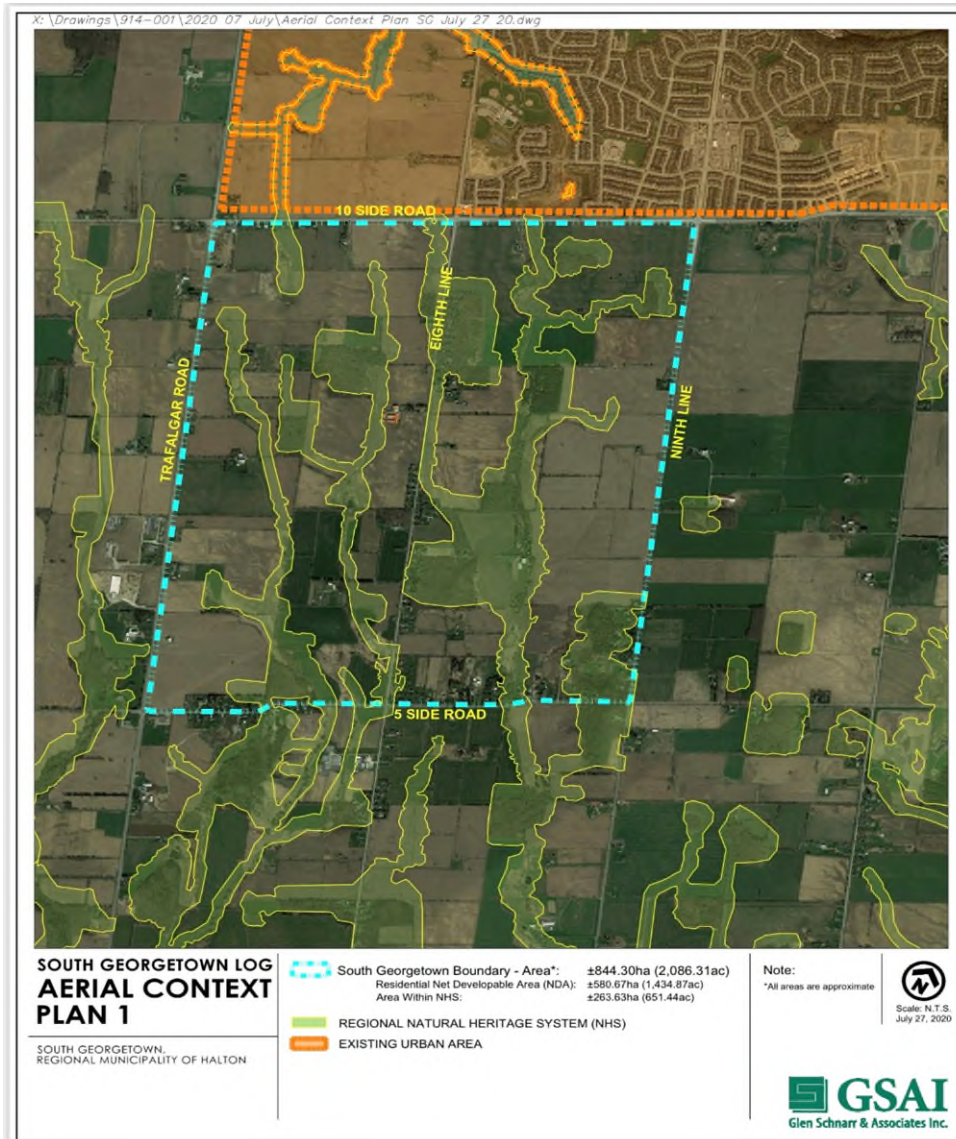 X: \Drawings\914-001\2020 07 July\Aerial Context Plan SG July 27 20.dwg
10 SIDE ROAD
EIGHTH LINE
TRAFALGAR ROAD
NINTH LINE
5 SIDE ROAD
SOUTH GEORGETOWN LOG
AERIAL CONTEXT
PLAN 1
SOUTH GEORGETOWN,
REGIONAL MUNICIPALITY OF HALTON
South Georgetown Boundary - Area*: ±844.30ha (2,086.31ac)
Residential Net Developable Area (NDA): ±580.67ha (1,434.87ac)
Area Within NHS: ±263.63ha (651.44ac)
REGIONAL NATURAL HERITAGE SYSTEM (NHS)
EXISTING URBAN AREA
Note:
*All areas are approximate
Scale: N.T.S.
July 27, 2020
GSAI
Glen Schnarr & Associates Inc.